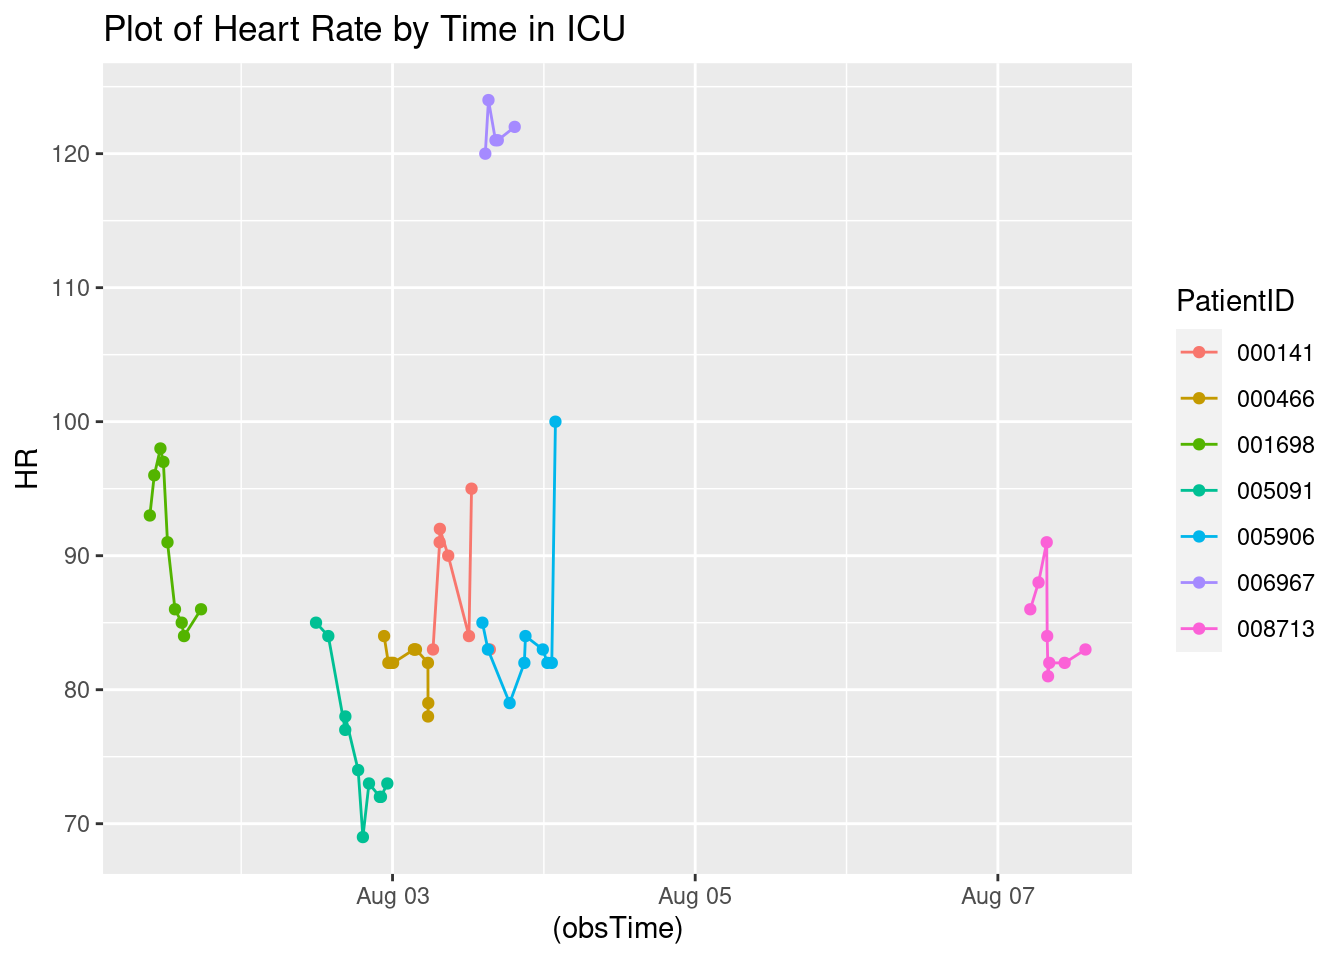 Plot of Heart Rate by Time in ICU
HR
120
110
100
90
80
70
Aug 03
Aug 05
Aug 07
(obsTime)
PatientID
000141
000466
001698
005091
005906
006967
008713